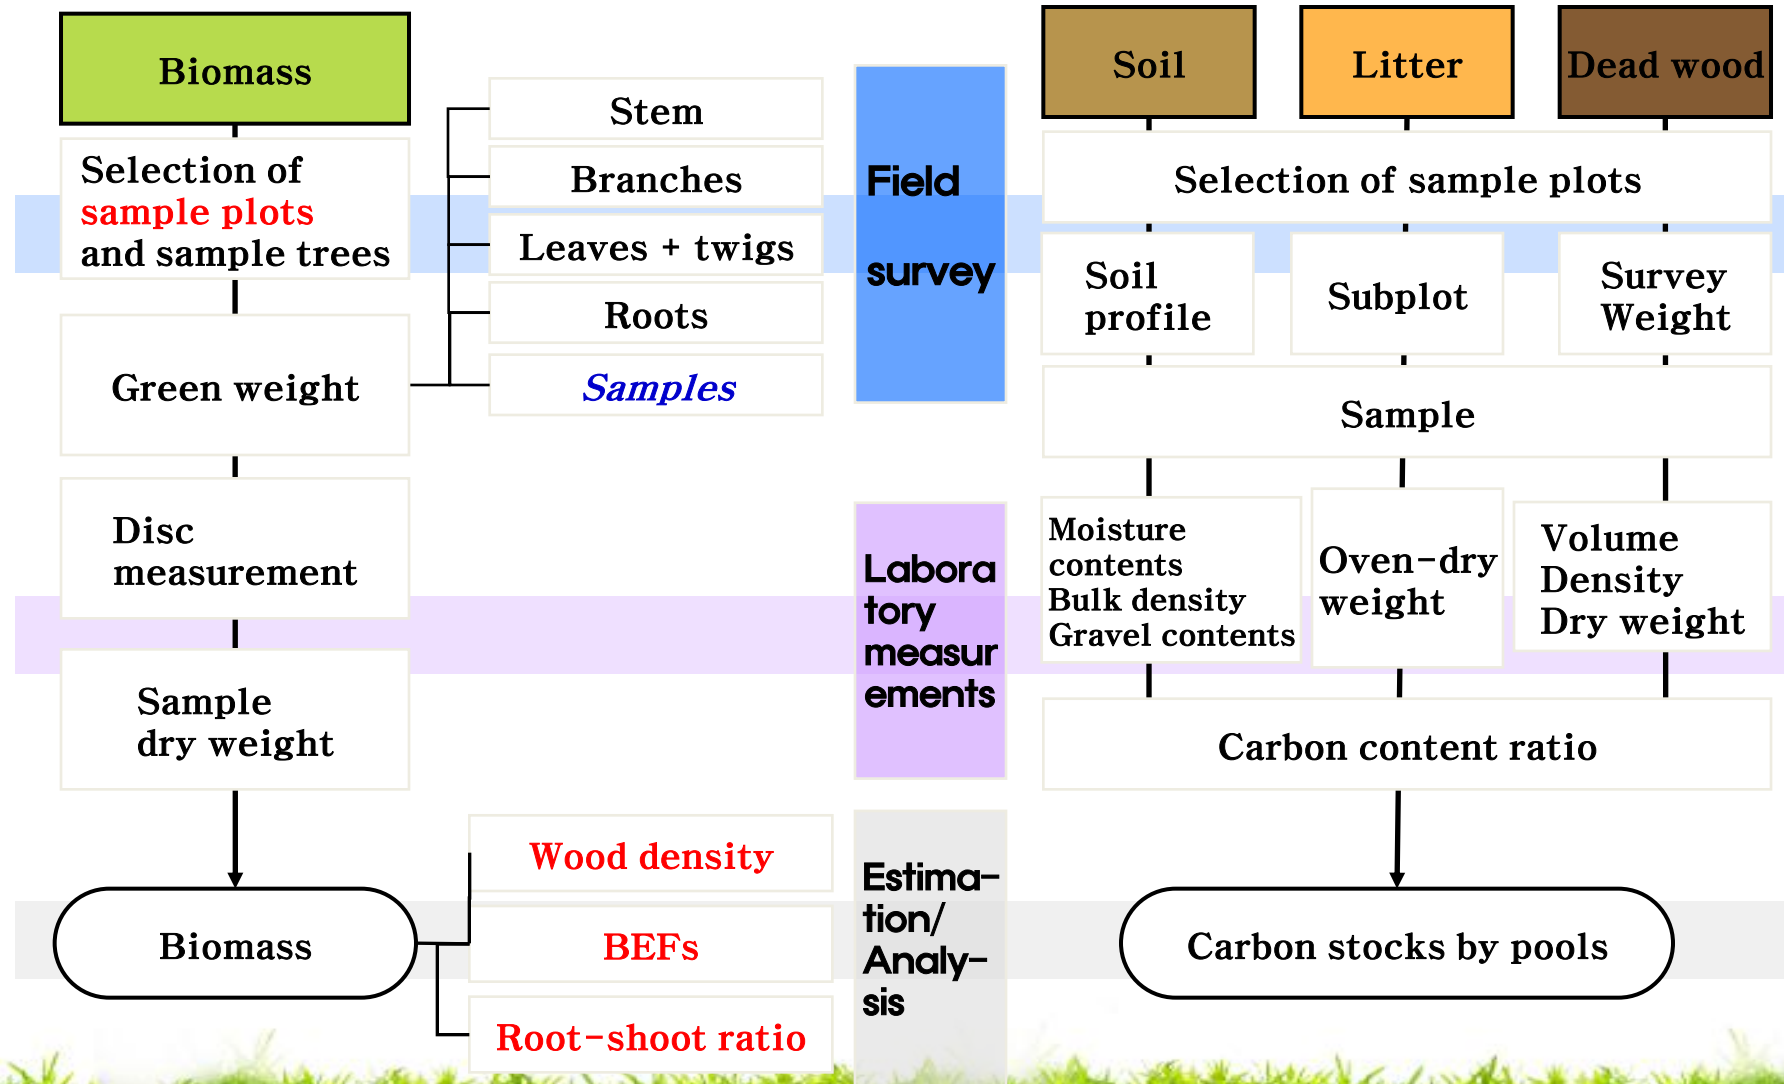 Biomass
Selection of
sample plots
and sample trees
Green weight
Disc
measurement
Sample
dry weight
Biomass
Stem
Branches
Leaves + twigs
Roots
Samples
Wood density
BEFs
Root-shoot ratio
Field
survey
Labora
tory
measur
ements
Estima-
tion/
Analy-
sis
Soil
Litter
Dead wood
Selection of sample plots
Soil
profile
Subplot
Survey
Weight
Sample
Moisture
contents
Bulk density
Gravel contents
Oven-dry
weight
Volume
Density
Dry weight
Carbon content ratio
Carbon stocks by pools